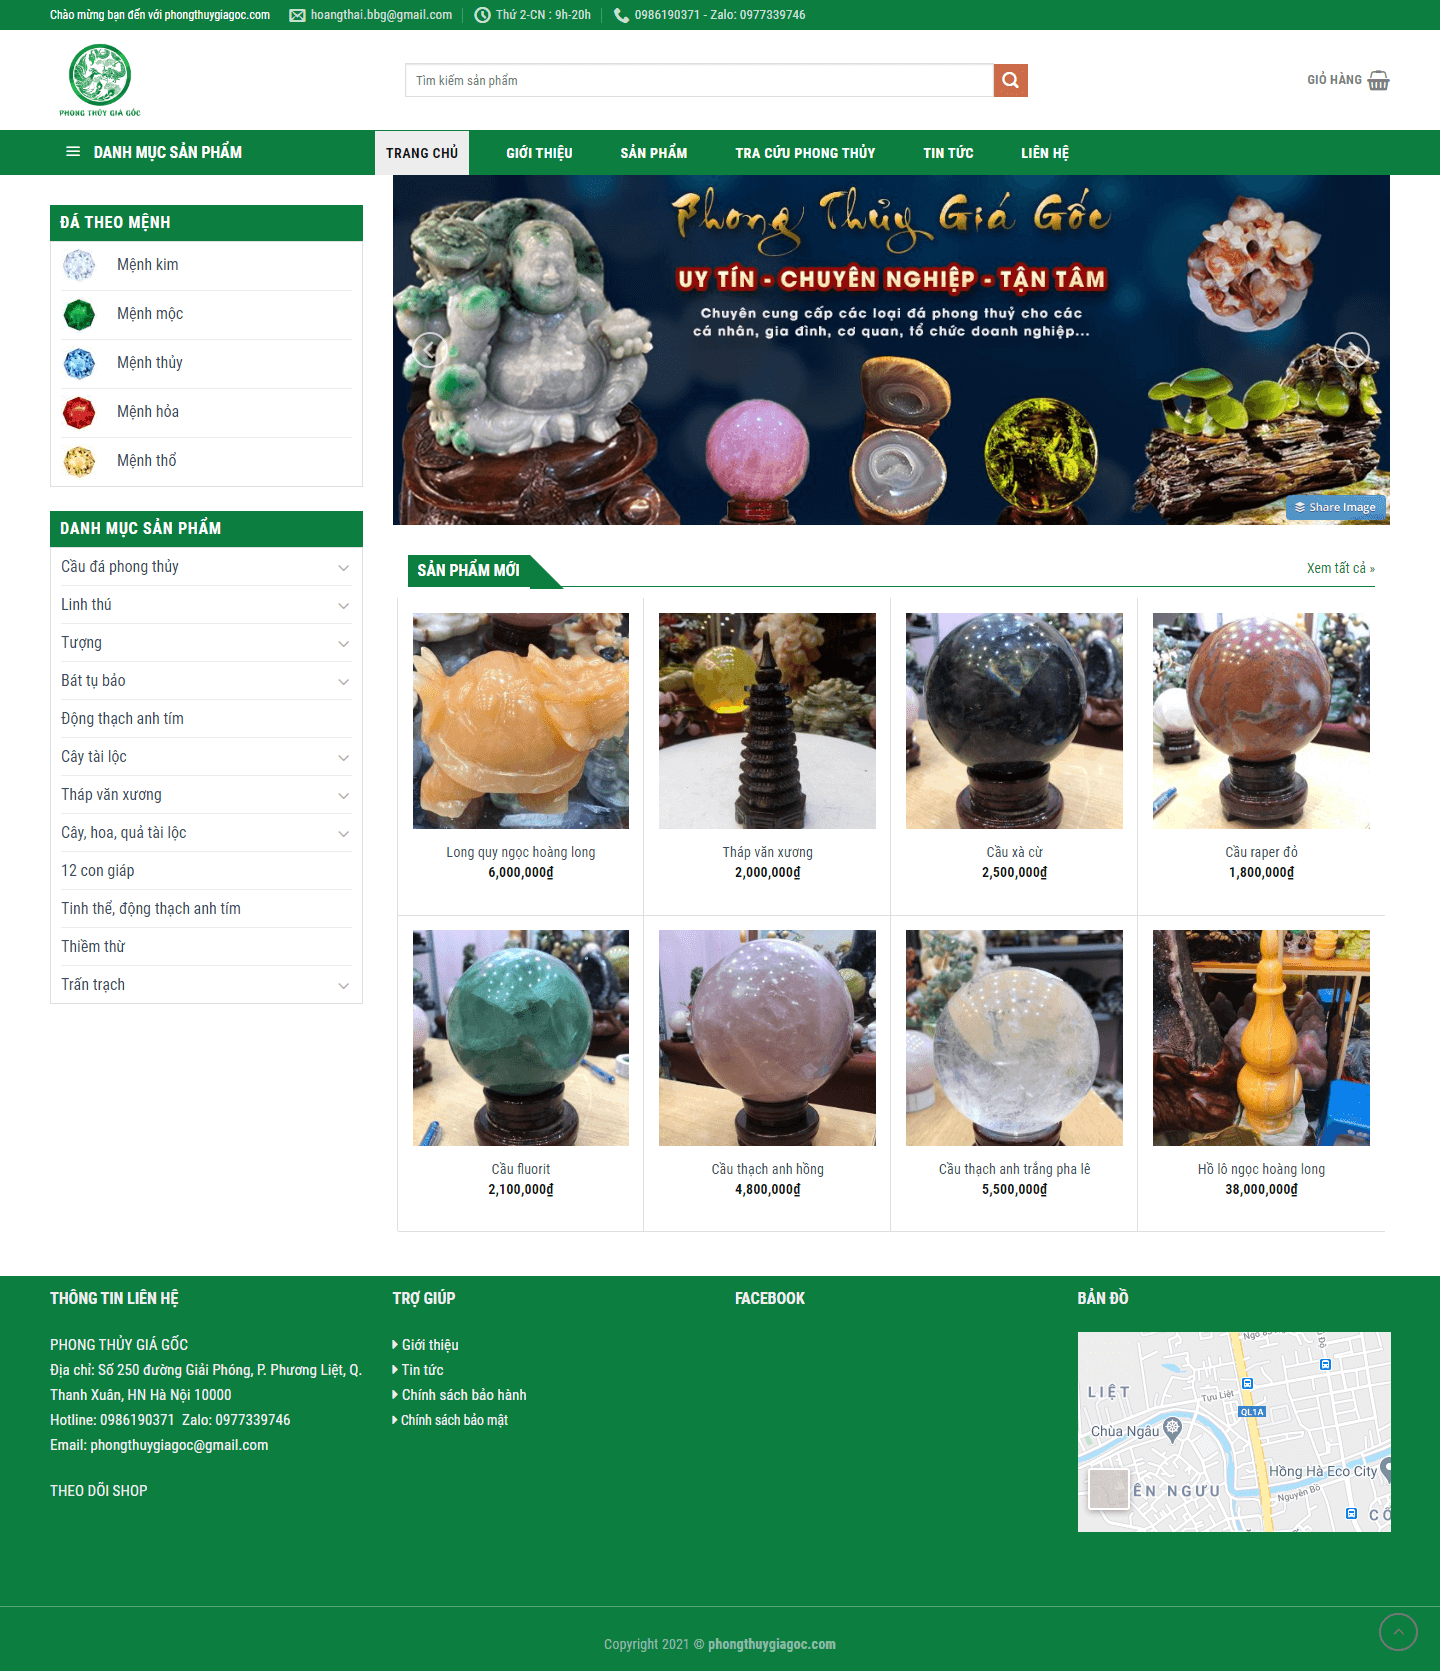 Chào mừng bạn đến với phongthuygiagoc.com
hoangthai.bbg@gmail.com
Thứ 2-CN : 9h-20h
0986190371 - Zalo: 0977339746
PHONG THỦY GIÁ GỐC
Tìm kiếm sản phẩm
GIỎ HÀNG
DANH MỤC SẢN PHẨM
TRANG CHỦ
GIỚI THIỆU
SẢN PHẨM
TRA CỨU PHONG THỦY
TIN TỨC
LIÊN HỆ
ĐÁ THEO MỆNH
Mệnh kim
Mệnh mộc
Mệnh thủy
Mệnh hỏa
Mệnh thổ
Phong Thủy Giá Gốc
UY TÍN - CHUYÊN NGHIỆP - TẬN TÂM
Chuyên cung cấp các loại đá phong thuỷ cho các
cá nhân, gia đình, cơ quan, tổ chức doanh nghiệp...
Share Image
DANH MỤC SẢN PHẨM
Cầu đá phong thủy
Linh thú
Tượng
Bát tụ bảo
Động thạch anh tím
Cây tài lộc
Tháp văn xương
Cây, hoa, quả tài lộc
12 con giáp
Tinh thể, động thạch anh tím
Thiềm thừ
Trấn trạch
SẢN PHẨM MỚI
Xem tất cả »
Long quy ngọc hoàng long
6,000,000₫
Tháp văn xương
2,000,000₫
Cầu xà cừ
2,500,000₫
Cầu raper đỏ
1,800,000₫
Cầu fluorit
2,100,000₫
Cầu thạch anh hồng
4,800,000₫
Cầu thạch anh trắng pha lê
5,500,000₫
Hồ lô ngọc hoàng long
38,000,000₫
THÔNG TIN LIÊN HỆ
PHONG THỦY GIÁ GỐC
Địa chỉ: Số 250 đường Giải Phóng, P. Phương Liệt, Q.
Thanh Xuân, HN Hà Nội 10000
Hotline: 0986190371  Zalo: 0977339746
Email: phongthuygiagoc@gmail.com
THEO DÕI SHOP
TRỢ GIÚP
Giới thiệu
Tin tức
Chính sách bảo hành
Chính sách bảo mật
FACEBOOK
BẢN ĐỒ
LIỆT
Tựu Liệt
QL1A
Chùa Ngâu
Hồng Hà Eco City
ÊN NGƯU
Nguyễn Bồ
Copyright 2021 © phongthuygiagoc.com